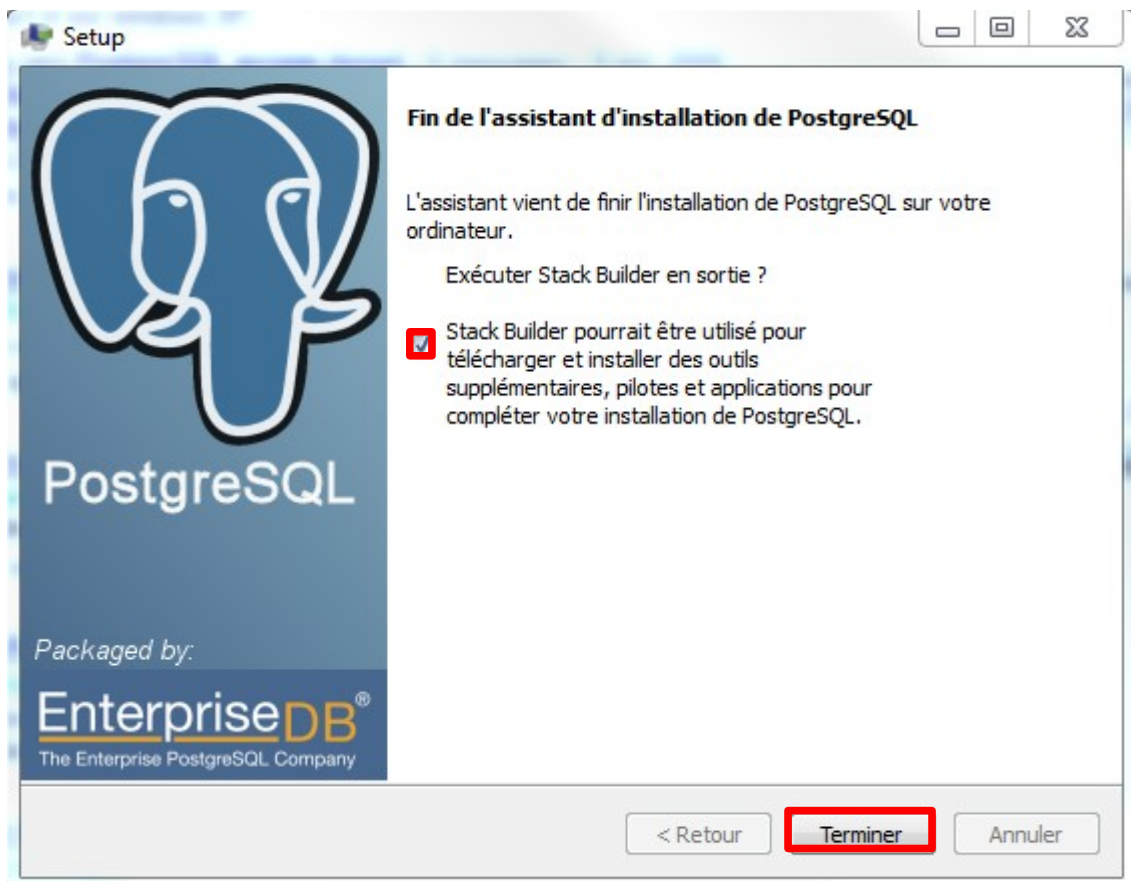 Setup
Fin de l'assistant d'installation de PostgreSQL
L'assistant vient de finir l'installation de PostgreSQL sur votre
ordinateur.
Exécuter Stack Builder en sortie ?
Stack Builder pourrait être utilisé pour
télécharger et installer des outils
supplémentaires, pilotes et applications pour
compléter votre installation de PostgreSQL.
PostgreSQL
Packaged by:
EnterpriseDB®
The Enterprise PostgreSQL Company
< Retour
Terminer
Annuler